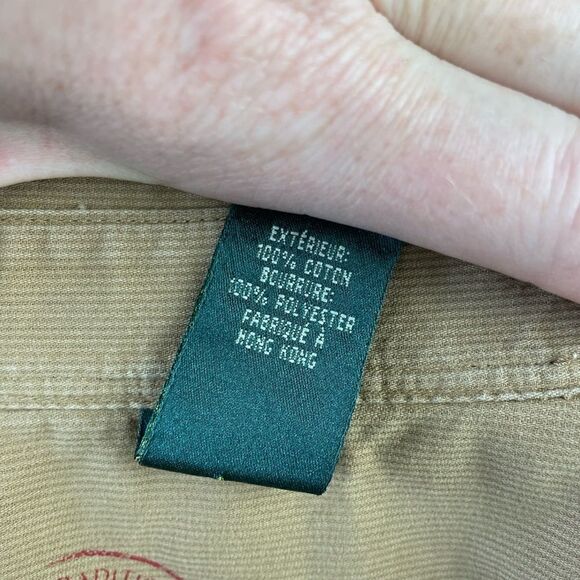 EXTÉRIEUR:
100% COTON
BOURRURE:
100% POLYESTER
FABRIQUÉ À
HONG KONG